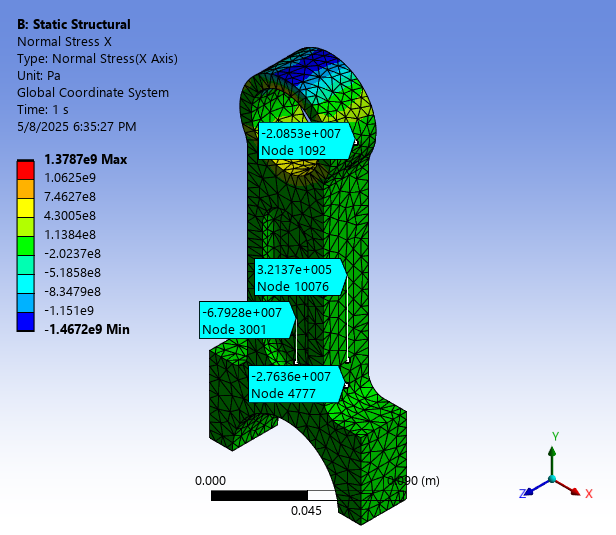 B: Static Structural
Normal Stress X
Type: Normal Stress(X Axis)
Unit: Pa
Global Coordinate System
Time: 1 s
5/8/2025 6:35:27 PM
1.3787e9 Max
1.0625e9
7.4627e8
4.3005e8
1.1384e8
-2.0237e8
-5.1858e8
-8.3479e8
-1.151e9
-1.4672e9 Min
-2.0853e+007
Node 1092
3.2137e+005
Node 10076
-6.7928e+007
Node 3001
-2.7636e+007
Node 4777
0.000
0.090 (m)
0.045
Y
Z
X